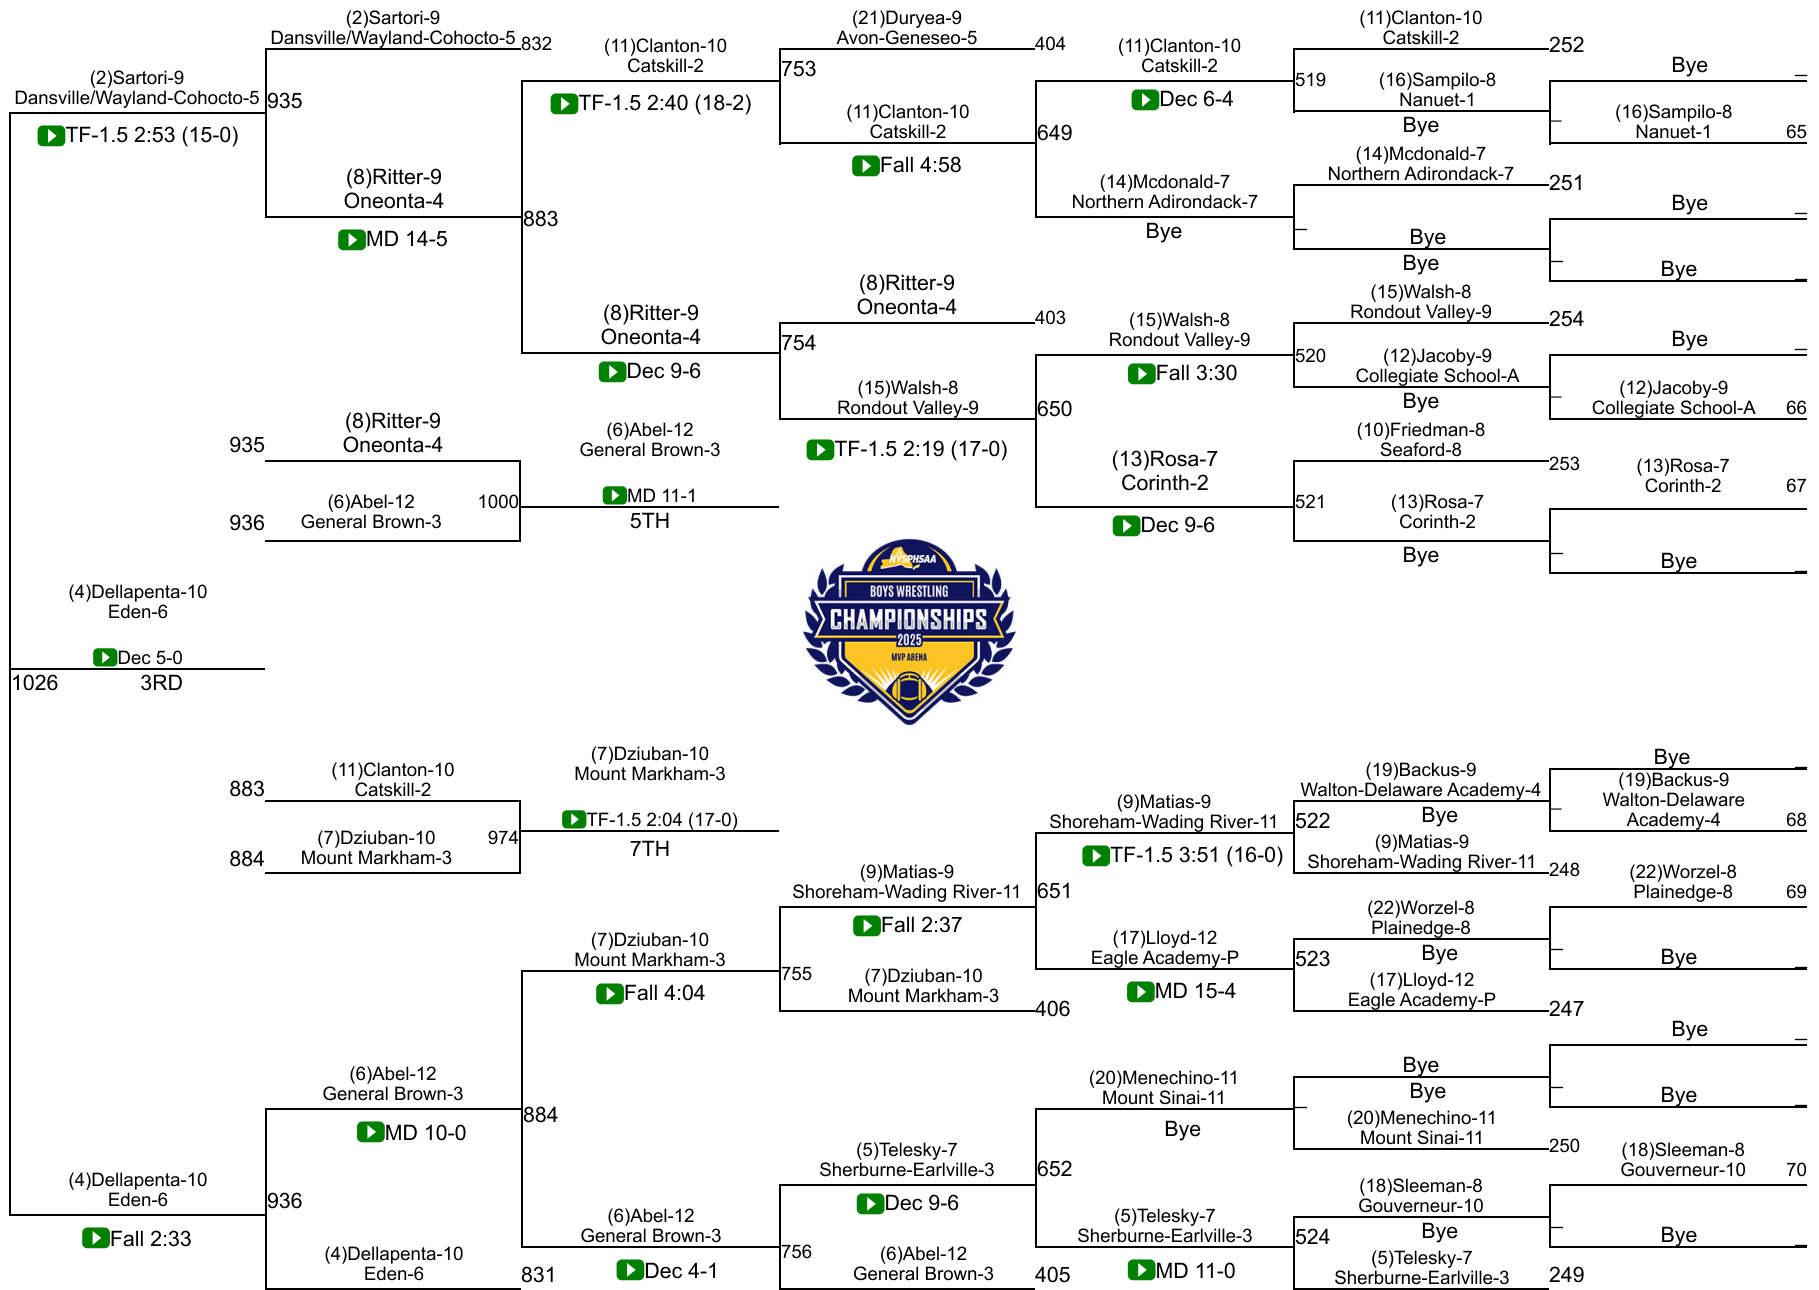 (2)Sartori-9
Dansville/Wayland-Cohocto-5
832
(21)Duryea-9
Avon-Geneseo-5
404
(11)Clanton-10
Catskill-2
252
(11)Clanton-10
Catskill-2
(11)Clanton-10
Catskill-2
Bye
(2)Sartori-9
Dansville/Wayland-Cohocto-5
935
753
519
(16)Sampilo-8
Nanuet-1
TF-1.5 2:40 (18-2)
Dec 6-4
(11)Clanton-10
Catskill-2
649
Bye
(16)Sampilo-8
Nanuet-1
65
TF-1.5 2:53 (15-0)
Fall 4:58
(14)Mcdonald-7
Northern Adirondack-7
251
(8)Ritter-9
Oneonta-4
883
(14)Mcdonald-7
Northern Adirondack-7
Bye
Bye
MD 14-5
Bye
Bye
Bye
(8)Ritter-9
Oneonta-4
403
(15)Walsh-8
Rondout Valley-9
254
(8)Ritter-9
Oneonta-4
754
(15)Walsh-8
Rondout Valley-9
520
Bye
(12)Jacoby-9
Collegiate School-A
Dec 9-6
Fall 3:30
(15)Walsh-8
Rondout Valley-9
650
Bye
(12)Jacoby-9
Collegiate School-A
66
935
(8)Ritter-9
Oneonta-4
(6)Abel-12
General Brown-3
TF-1.5 2:19 (17-0)
(10)Friedman-8
Seaford-8
253
(13)Rosa-7
Corinth-2
(13)Rosa-7
Corinth-2
67
936
(6)Abel-12
General Brown-3
1000
MD 11-1
5TH
521
(13)Rosa-7
Corinth-2
Dec 9-6
Bye
Bye
NYSPHSAA
BOYS WRESTLING
CHAMPIONSHIPS
2025
MVP ARENA
(4)Dellapenta-10
Eden-6
Dec 5-0
1026
3RD
883
(11)Clanton-10
Catskill-2
(7)Dziuban-10
Mount Markham-3
Bye
(19)Backus-9
Walton-Delaware Academy-4
(19)Backus-9
Walton-Delaware
Academy-4
68
884
(7)Dziuban-10
Mount Markham-3
974
TF-1.5 2:04 (17-0)
7TH
(9)Matias-9
Shoreham-Wading River-11
522
Bye
(9)Matias-9
Shoreham-Wading River-11
248
TF-1.5 3:51 (16-0)
(9)Matias-9
Shoreham-Wading River-11
651
(22)Worzel-8
Plainedge-8
69
Fall 2:37
(22)Worzel-8
Plainedge-8
(7)Dziuban-10
Mount Markham-3
755
(17)Lloyd-12
Eagle Academy-P
523
Bye
Bye
Fall 4:04
(7)Dziuban-10
Mount Markham-3
406
MD 15-4
(17)Lloyd-12
Eagle Academy-P
247
Bye
(6)Abel-12
General Brown-3
884
(20)Menechino-11
Mount Sinai-11
Bye
Bye
Bye
MD 10-0
Bye
(20)Menechino-11
Mount Sinai-11
250
(4)Dellapenta-10
Eden-6
936
(5)Telesky-7
Sherburne-Earlville-3
652
(18)Sleeman-8
Gouverneur-10
70
Fall 2:33
Dec 9-6
(18)Sleeman-8
Gouverneur-10
(6)Abel-12
General Brown-3
756
(5)Telesky-7
Sherburne-Earlville-3
524
Bye
Bye
(4)Dellapenta-10
Eden-6
831
Dec 4-1
(6)Abel-12
General Brown-3
405
MD 11-0
(5)Telesky-7
Sherburne-Earlville-3
249